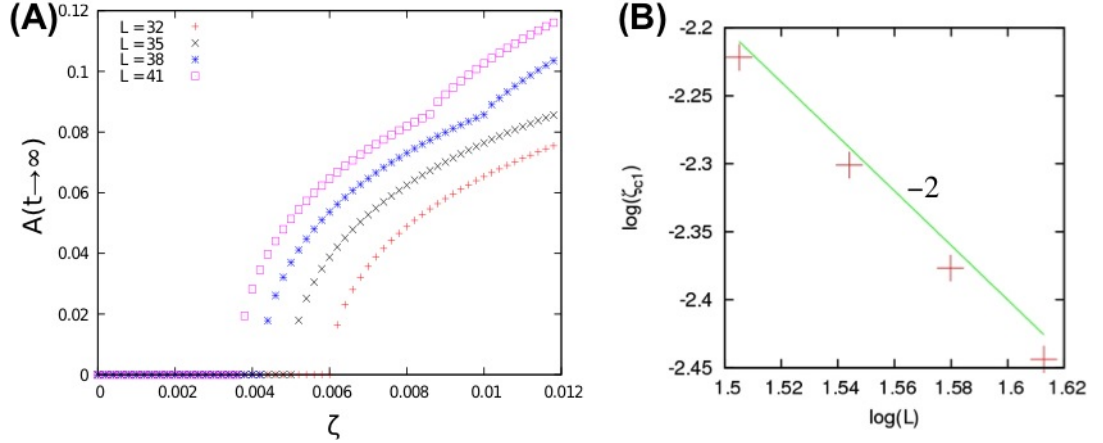 (A)
0.12
0.1
0.08
0.06
0.04
0.02
0
A(t→∞)
L = 32
L = 35
L = 38
L = 41
0 0.002 0.004 0.006 0.008 0.01 0.012
ζ
(B)
-2.2
-2.25
-2.3
-2.35
-2.4
-2.45
log(ζc1)
−2
1.5 1.52 1.54 1.56 1.58 1.6 1.62
log(L)